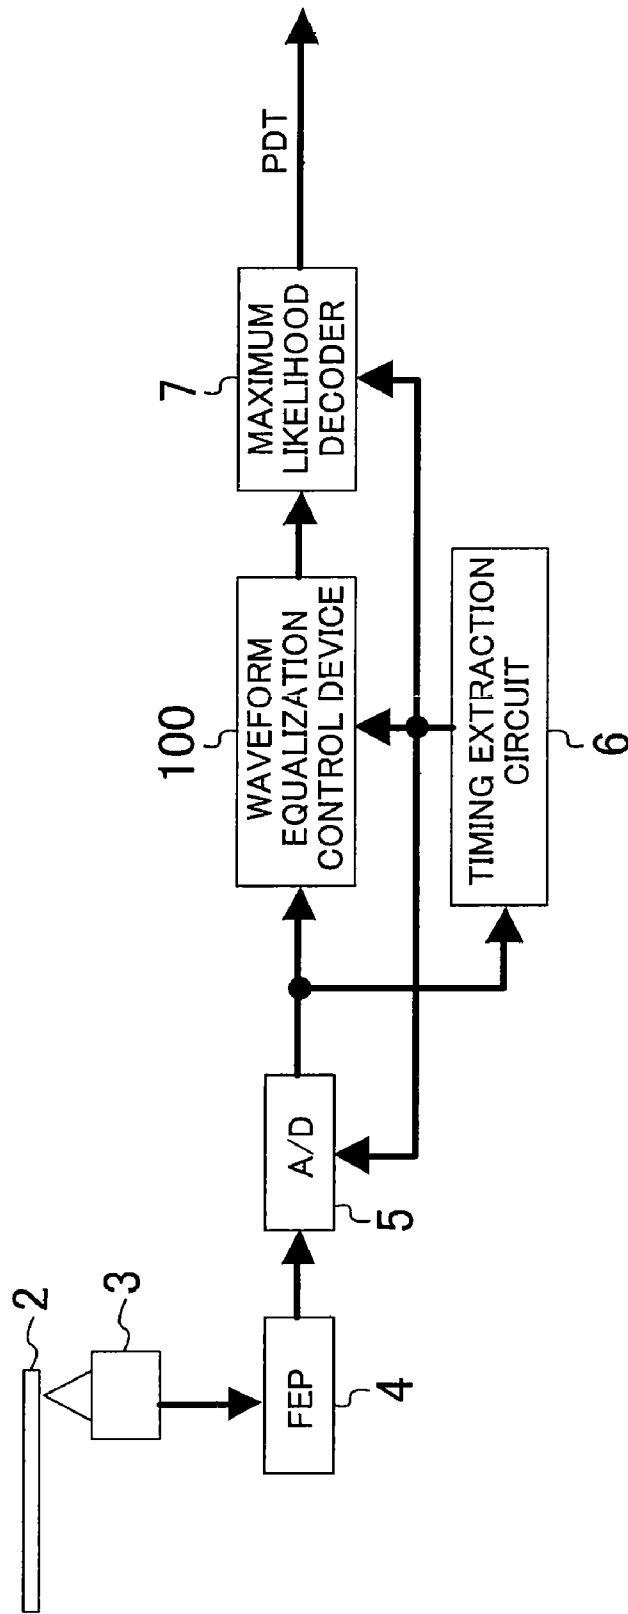 2
3
FEP
4
A/D
5
100
WAVEFORM
EQUALIZATION
CONTROL DEVICE
TIMING EXTRACTION
CIRCUIT
6
7
MAXIMUM
LIKELIHOOD
DECODER
PDT